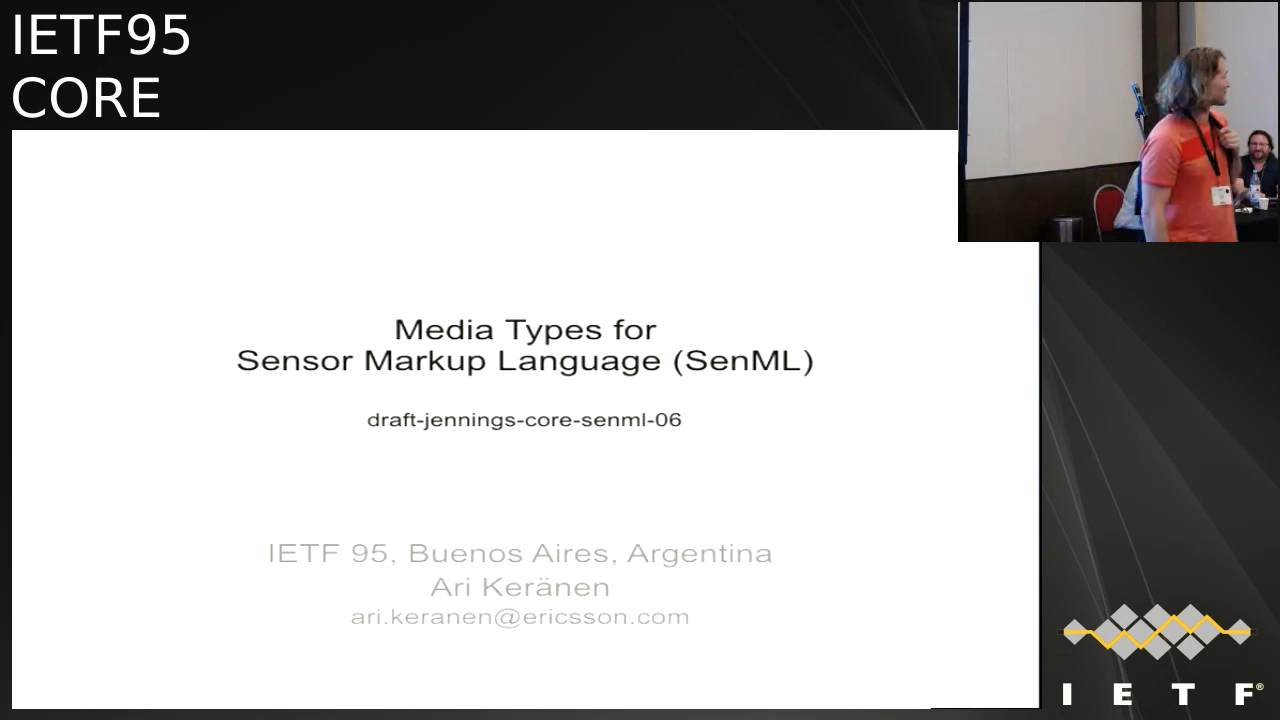 IETF95
CORE
Media Types for
Sensor Markup Language (SenML)
draft-jennings-core-senml-06
IETF 95, Buenos Aires, Argentina
Ari Keränen
ari.keranen@ericsson.com
I E T F®